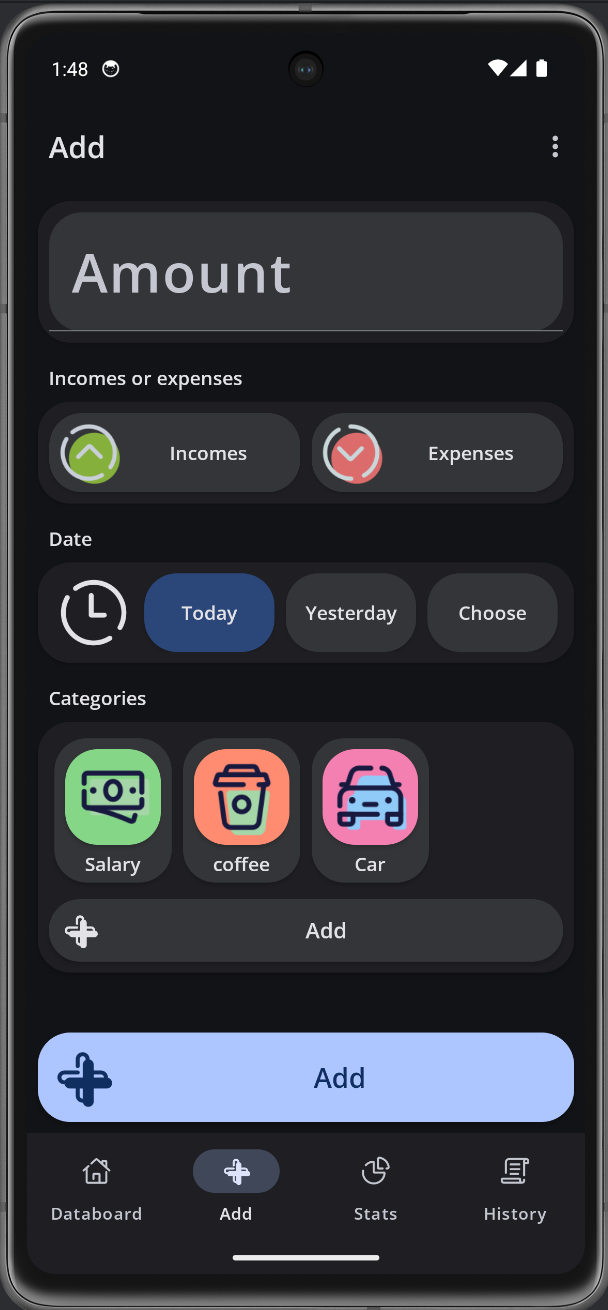 1:48
Add
Amount
Incomes or expenses
Incomes Expenses
Date
Today Yesterday Choose
Categories
Salary coffee Car
Add
Add
Databoard Add Stats History